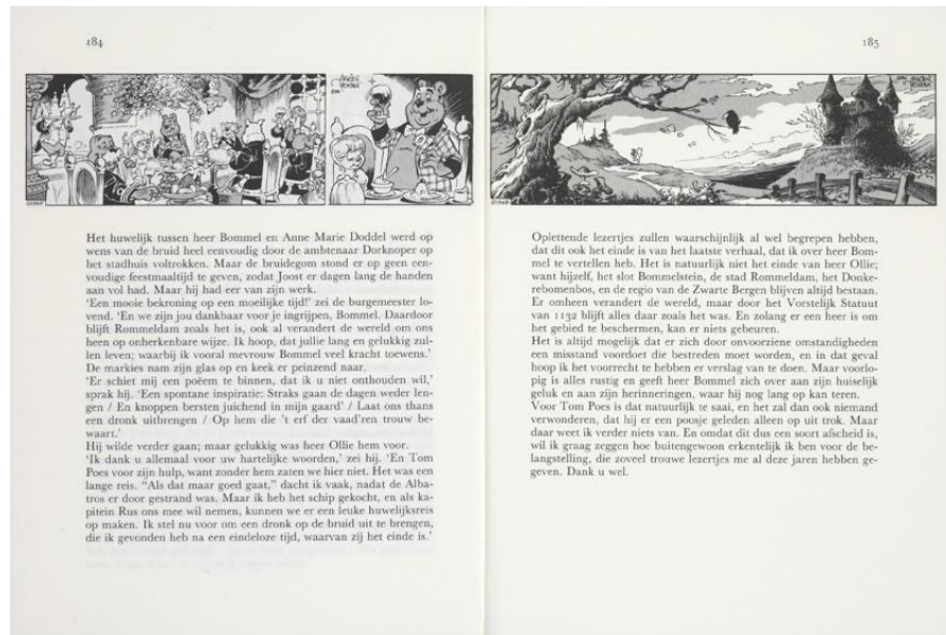 184
Het huwelijk tussen heer Bommel en Anne Marie Doddel werd op
wens van de bruid heel eenvoudig door de ambtenaar Dorknoper op
het stadhuis voltrokken. Maar de bruidegom stond er op geen een-
voudige feestmaaltijd te geven, zodat Joost er dagen lang de handen
aan vol had. Maar hij had eer van zijn werk.
‘Een mooie bekroning op een moeilijke tijd!’ zei de burgemeester lo-
vend. ‘En we zijn jou dankbaar voor je ingrijpen, Bommel. Daardoor
blijft Rommeldam zoals het is, ook al verandert de wereld om ons
heen op onherkenbare wijze. Ik hoop, dat jullie lang en gelukkig zul-
len leven; waarbij ik vooral mevrouw Bommel veel kracht toewens.’
De markies nam zijn glas op en keek er peinzend naar.
‘Er schiet mij een poëem te binnen, dat ik u niet onthouden wil,’
sprak hij. ‘Een spontane inspiratie: Straks gaan de dagen weder len-
gen / En knoppen bersten juichend in mijn gaard’ / Laat ons thans
een dronk uitbrengen / Op hem die ’t erf der vaad’ren trouw be-
waart.’
Hij wilde verder gaan; maar gelukkig was heer Ollie hem voor.
‘Ik dank u allemaal voor uw hartelijke woorden,’ zei hij. ‘En Tom
Poes voor zijn hulp, want zonder hem zaten we hier niet. Het was een
lange reis. “Als dat maar goed gaat,” dacht ik vaak, nadat de Alba-
tros er door gestrand was. Maar ik heb het schip gekocht, en als ka-
pitein Rus ons mee wil nemen, kunnen we er een leuke huwelijksreis
op maken. Ik stel nu voor om een dronk op de bruid uit te brengen,
die ik gevonden heb na een eindeloze tijd, waarvan zij het einde is.’
185
Oplettende lezertjes zullen waarschijnlijk al wel begrepen hebben,
dat dit ook het einde is van het laatste verhaal, dat ik over heer Bom-
mel te vertellen heb. Het is natuurlijk niet het einde van heer Ollie;
want hijzelf, het slot Bommelstein, de stad Rommeldam, het Donke-
rebomenbos, en de regio van de Zwarte Bergen blijven altijd bestaan.
Er omheen verandert de wereld, maar door het Vorstelijk Statuut
van 1132 blijft alles daar zoals het was. En zolang er een heer is om
het gebied te beschermen, kan er niets gebeuren.
Het is altijd mogelijk dat er zich door onvoorziene omstandigheden
een misstand voordoet die bestreden moet worden, en in dat geval
hoop ik het voorrecht te hebben er verslag van te doen. Maar voorlo-
pig is alles rustig en geeft heer Bommel zich over aan zijn huiselijk
geluk en aan zijn herinneringen, waar hij nog lang op kan teren.
Voor Tom Poes is dat natuurlijk te saai, en het zal dan ook niemand
verwonderen, dat hij er een poosje geleden alleen op uit trok. Maar
daar weet ik verder niets van. En omdat dit dus een soort afscheid is,
wil ik graag zeggen hoe buitengewoon erkentelijk ik ben voor de be-
langstelling, die zoveel trouwe lezertjes me al deze jaren hebben ge-
geven. Dank u wel.